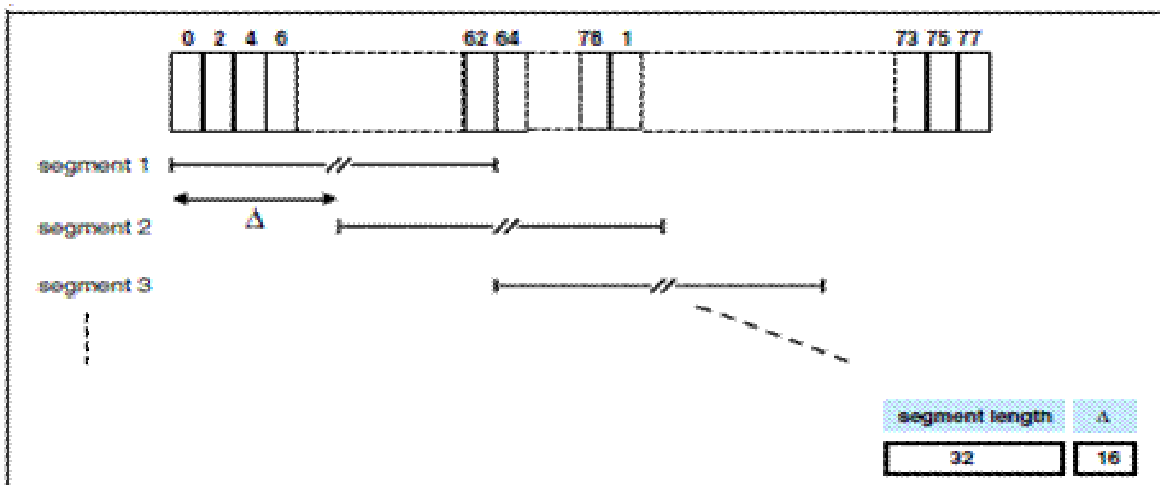 0 2 4 6 62 64 76 1 73 75 77
segment 1
Δ
segment 2
segment 3
segment length Δ
32 16